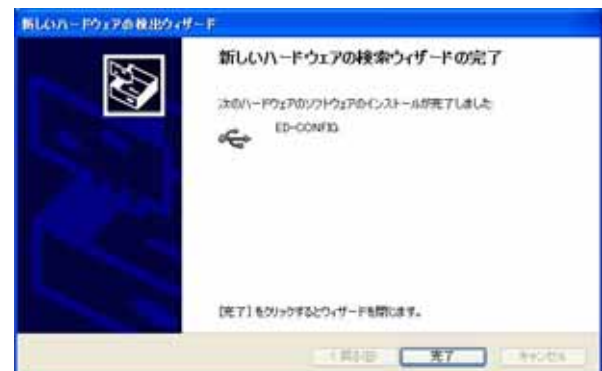 新しいハードウェアの検出ウィザード
新しいハードウェアの検索ウィザードの完了
次のハードウェアのソフトウェアのインストールが完了しました
ED-CONFIG
[完了] をクリックするとウィザードを閉じます。
< 戻る(B)
完了
キャンセル